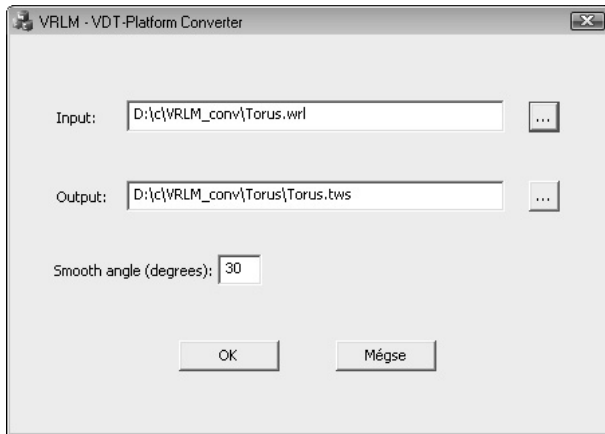 VRLM - VDT-Platform Converter
Input: D:\c\VRLM_conv\Torus.wrl ...
Output: D:\c\VRLM_conv\Torus\Torus.tws ...
Smooth angle (degrees): 30
OK Mégse